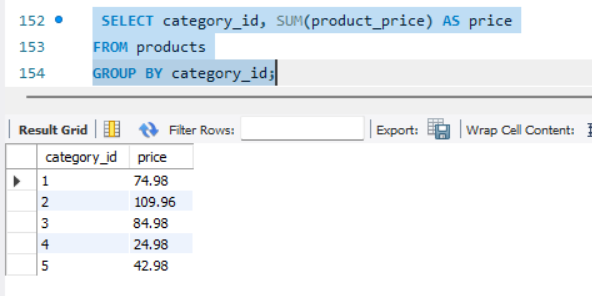 152 SELECT category_id, SUM(product_price) AS price
153 FROM products
154 GROUP BY category_id;
Result Grid Filter Rows: Export: Wrap Cell Content:
category_id price
1 74.98
2 109.96
3 84.98
4 24.98
5 42.98